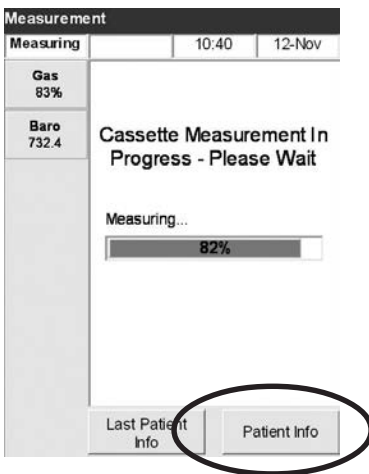 Measurement
Measuring 10:40 12-Nov
Gas
83%
Baro
732.4
Cassette Measurement In
Progress - Please Wait
Measuring...
82%
Last Patient
Info
Patient Info